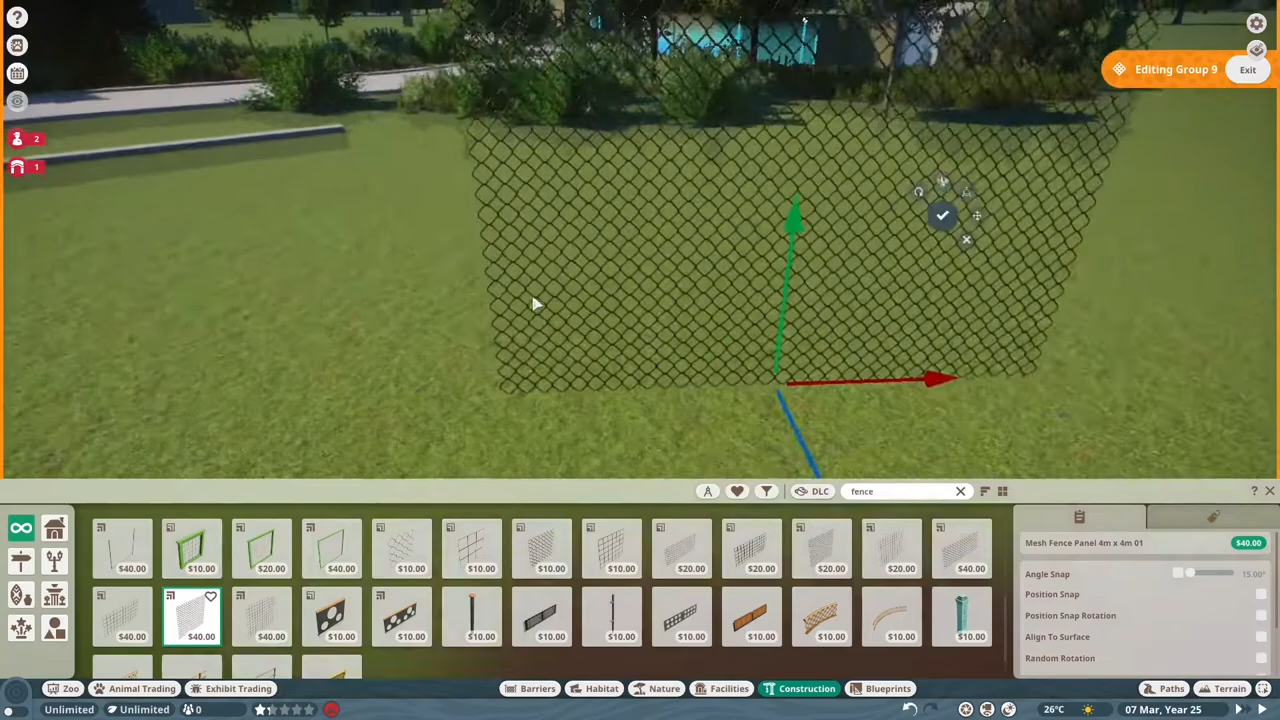 ?
Editing Group 9
Exit
2
1
DLC
fence
?
$40.00
$10.00
$20.00
$40.00
$10.00
$10.00
$10.00
$10.00
$20.00
$20.00
$20.00
$10.00
$40.00
Mesh Fence Panel 4m x 4m 01
$40.00
Angle Snap
15.00°
Position Snap
Position Snap Rotation
Align To Surface
Random Rotation
$40.00
$40.00
$40.00
$10.00
$10.00
$10.00
$10.00
$10.00
$10.00
$10.00
$10.00
$10.00
$10.00
Zoo
Animal Trading
Exhibit Trading
Barriers
Habitat
Nature
Facilities
Construction
Blueprints
Paths
Terrain
Unlimited
Unlimited
0
26°C
07 Mar, Year 25